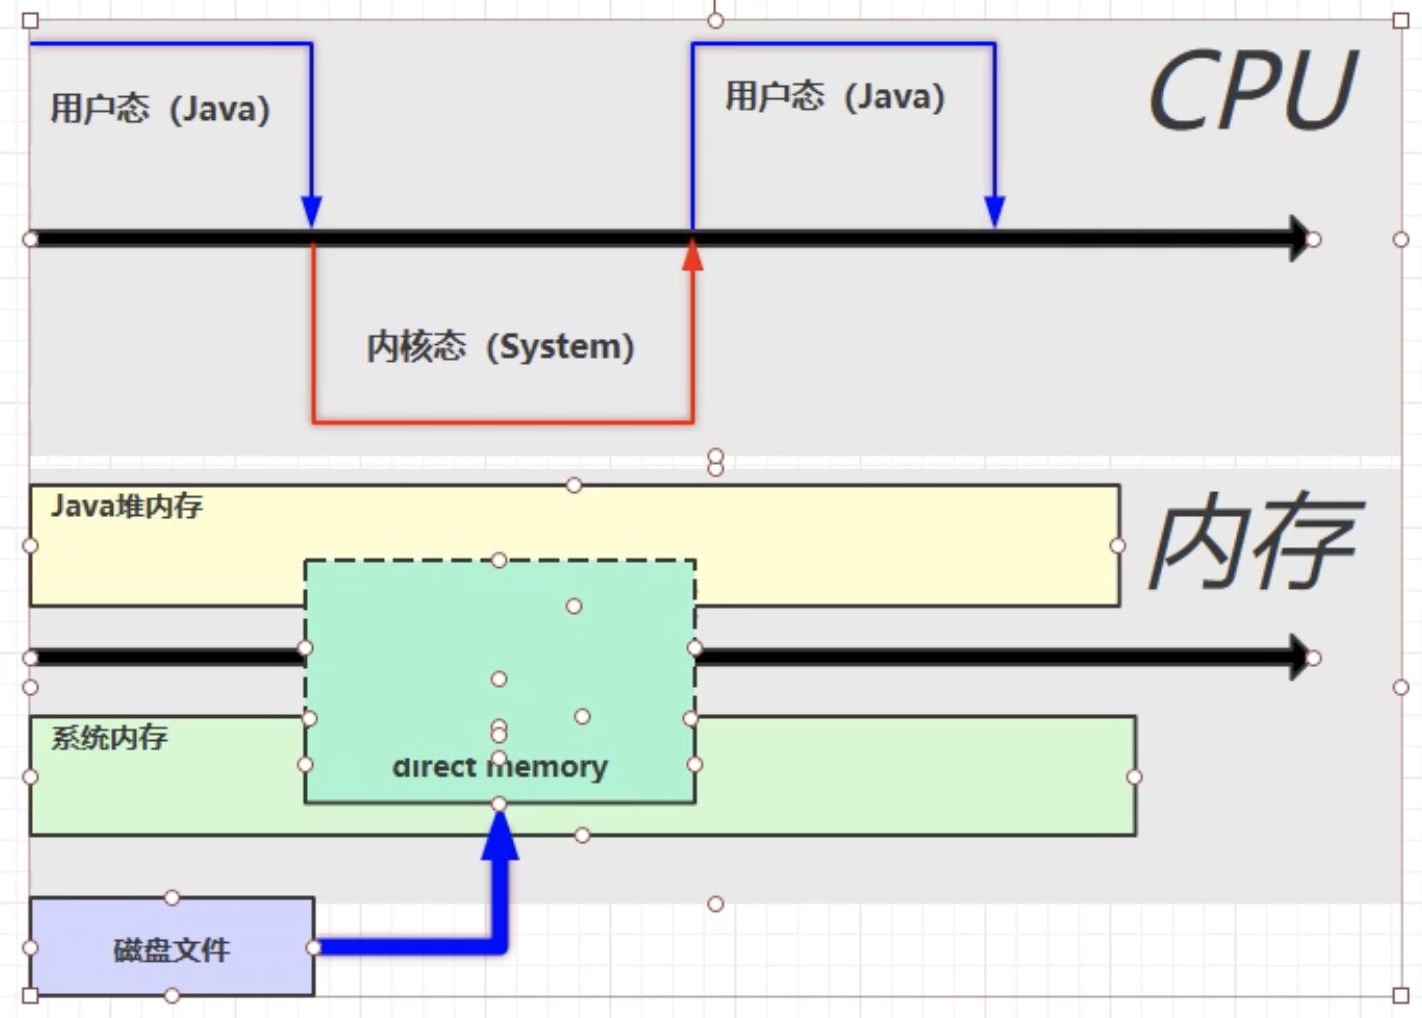 CPU
用户态（Java）
用户态（Java）
内核态（System）
内存
Java堆内存
系统内存
direct memory
磁盘文件